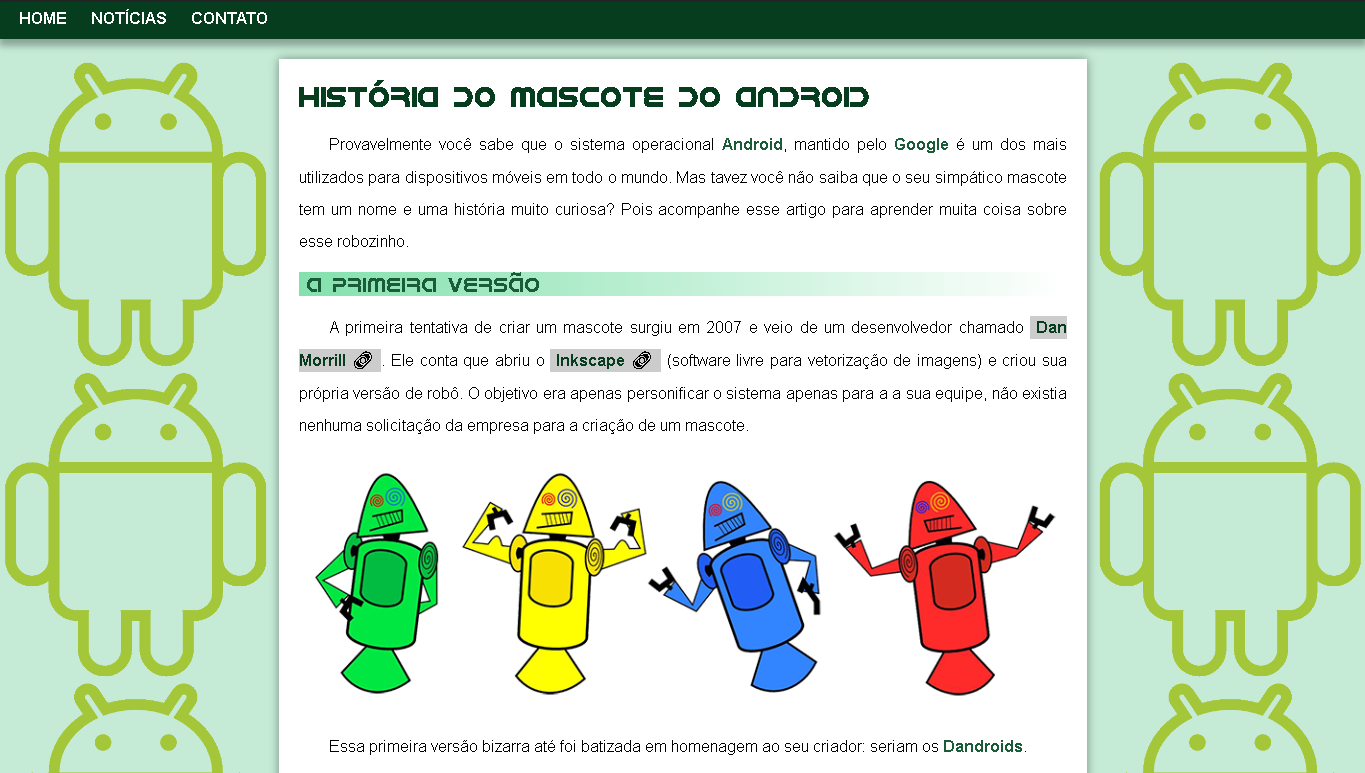 HOME NOTÍCIAS CONTATO
HISTÓRIA DO MASCOTE DO ANDROID
Provavelmente você sabe que o sistema operacional Android, mantido pelo Google é um dos mais
utilizados para dispositivos móveis em todo o mundo. Mas tavez você não saiba que o seu simpático mascote
tem um nome e uma história muito curiosa? Pois acompanhe esse artigo para aprender muita coisa sobre
esse robozinho.
A PRIMEIRA VERSÃO
A primeira tentativa de criar um mascote surgiu em 2007 e veio de um desenvolvedor chamado Dan
Morrill. Ele conta que abriu o Inkscape (software livre para vetorização de imagens) e criou sua
própria versão de robô. O objetivo era apenas personificar o sistema apenas para a a sua equipe, não existia
nenhuma solicitação da empresa para a criação de um mascote.
Essa primeira versão bizarra até foi batizada em homenagem ao seu criador: seriam os Dandroids.